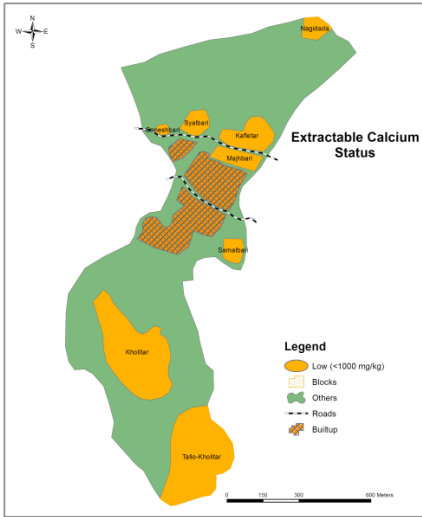 N
W E
S
Nagidada
Syalbari
Ganeshbari
Kafletar
Majhbari
Extractable Calcium
Status
Samalbari
Kholitar
Tallo-Kholitar
Legend
Low (<1000 mg/kg)
Blocks
Others
Roads
Builtup
0 150 300 600 Meters